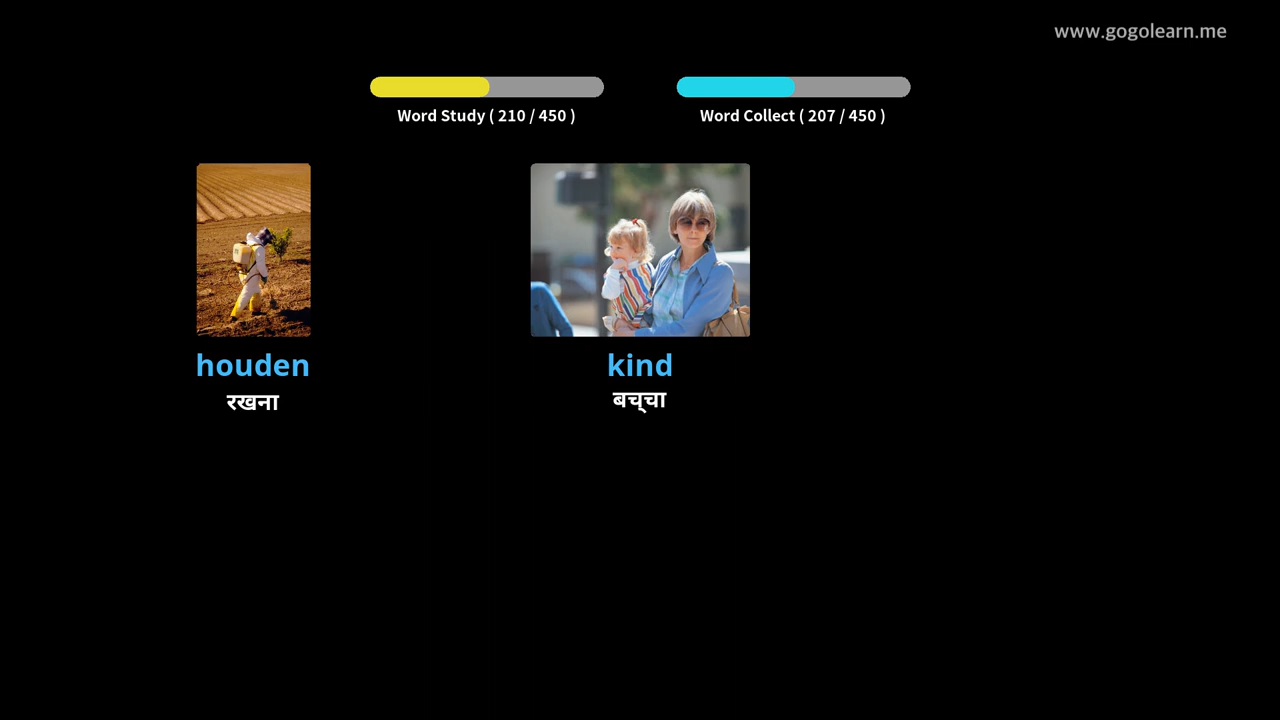 www.gogolearn.me
Word Study ( 210 / 450 )
Word Collect ( 207 / 450 )
houden
kind
रखना
बच्चा